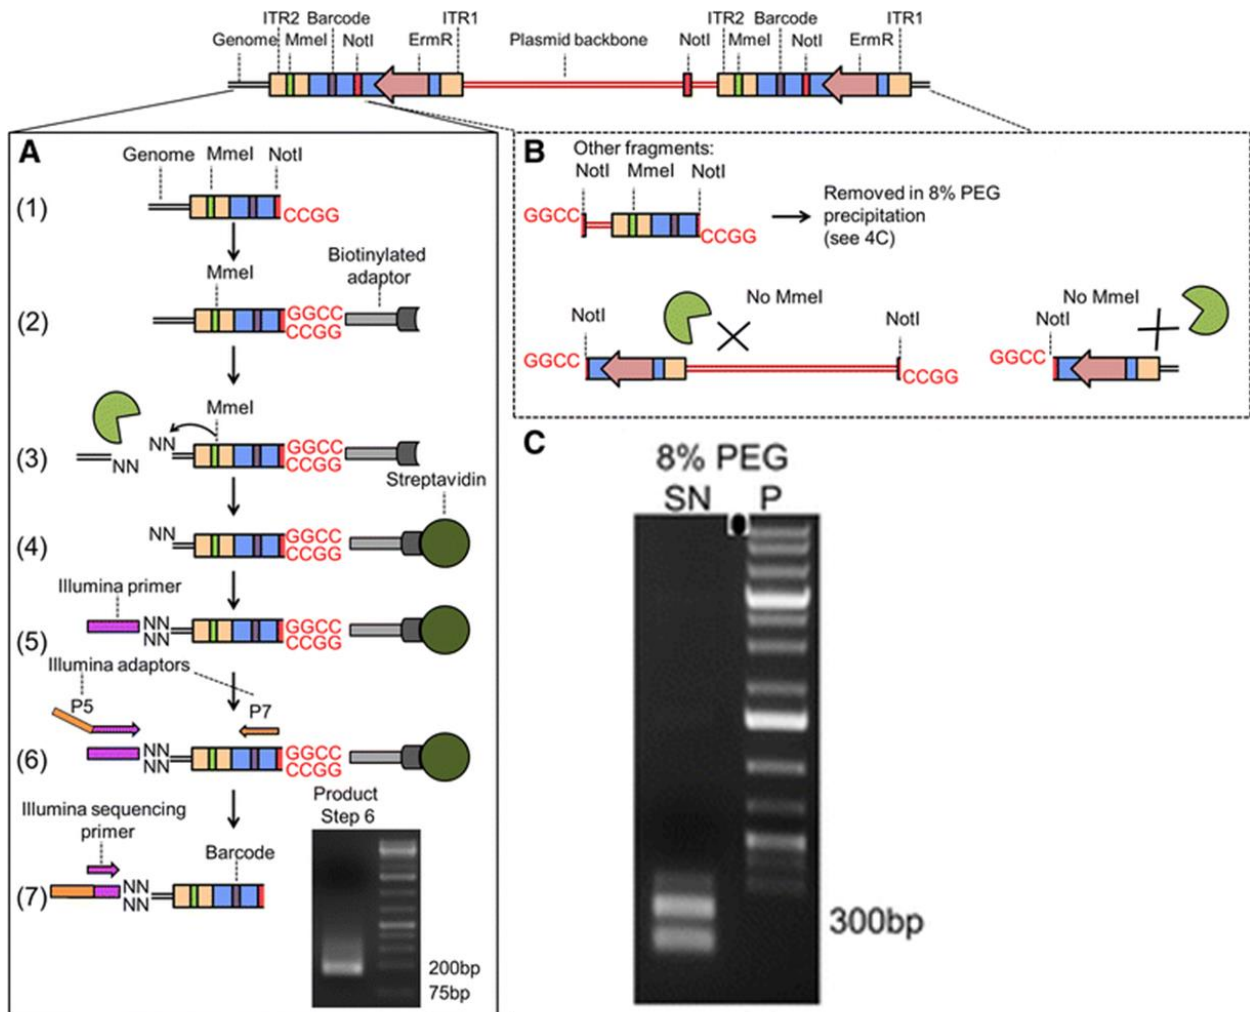 ITR2 Barcode ITR1 ITR2 Barcode ITR1
Genome MmeI NotI ErmR Plasmid backbone NotI MmeI NotI ErmR
A
Genome MmeI NotI
(1)
CCGG
MmeI
Biotinylated
adaptor
(2)
GGCC
CCGG
MmeI
(3)
NN
NN
GGCC
CCGG
Streptavidin
(4)
NN
GGCC
CCGG
Illumina primer
(5)
NN
NN
GGCC
CCGG
Illumina adaptors
P5 P7
(6)
NN
NN
GGCC
CCGG
Illumina sequencing
primer
Barcode
(7)
NN
NN
Product
Step 6
200bp
75bp
B
Other fragments:
NotI MmeI NotI
GGCC
CCGG
Removed in 8% PEG
precipitation
(see 4C)
No MmeI
NotI NotI
GGCC
CCGG
No MmeI
NotI
GGCC
C
8% PEG
SN P
300bp